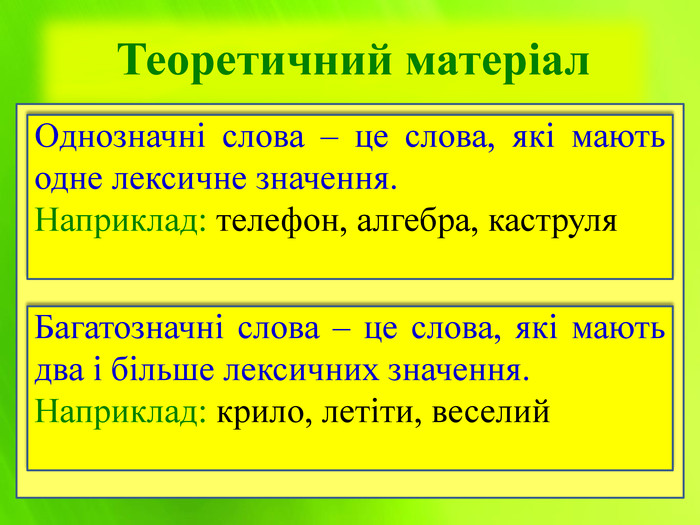 Теоретичний матеріал
Однозначні слова – це слова, які мають
одне лексичне значення.
Наприклад: телефон, алгебра, каструля
Багатозначні слова – це слова, які мають
два і більше лексичних значення.
Наприклад: крило, летіти, веселий